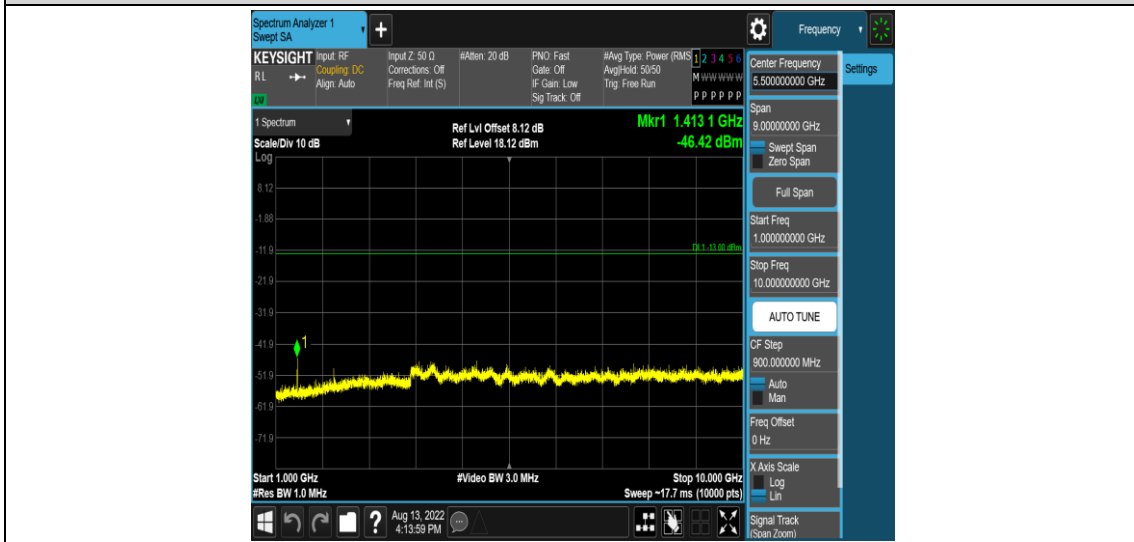 Spectrum Analyzer 1
Swept SA
+
Frequency
KEYSIGHT
RL
Input: RF
Coupling: DC
Align: Auto
Input Z: 50 Ω
Corrections: Off
Freq Ref: Int (S)
#Atten: 20 dB
PNO: Fast
Gate: Off
IF Gain: Low
Sig Track: Off
#Avg Type: Power (RMS
Avg|Hold: 50/50
Trig: Free Run
1 2 3 4 5 6
M W W W W W
P P P P P P
1 Spectrum
Scale/Div 10 dB
Log
Ref Lvl Offset 8.12 dB
Ref Level 18.12 dBm
Mkr1 1.413 1 GHz
-46.42 dBm
8.12
-1.88
-11.9
DL1 -13.00 dBm
-21.9
-31.9
-41.9
1
-51.9
-61.9
-71.9
Start 1.000 GHz
#Res BW 1.0 MHz
#Video BW 3.0 MHz
Stop 10.000 GHz
Sweep ~17.7 ms (10000 pts)
Center Frequency
5.500000000 GHz
Settings
Span
9.00000000 GHz
Swept Span
Zero Span
Full Span
Start Freq
1.000000000 GHz
Stop Freq
10.000000000 GHz
AUTO TUNE
CF Step
900.000000 MHz
Auto
Man
Freq Offset
0 Hz
X Axis Scale
Log
Lin
Signal Track
(Span Zoom)
?
Aug 13, 2022
4:13:59 PM